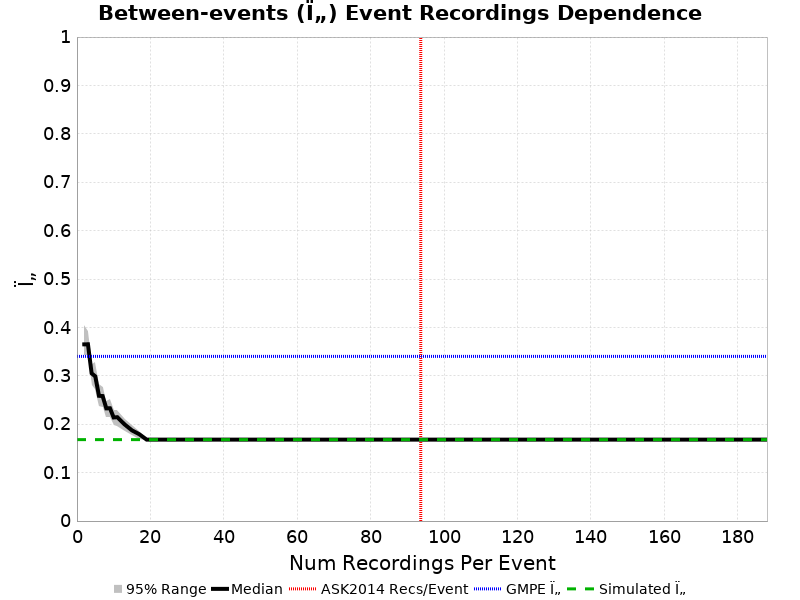 Between-events (Ï„) Event Recordings Dependence
1
0.9
0.8
0.7
0.6
0.5
0.4
0.3
0.2
0.1
0
Ï„
0 20 40 60 80 100 120 140 160 180
Num Recordings Per Event
95% Range Median ASK2014 Recs/Event GMPE Ï„ Simulated Ï„